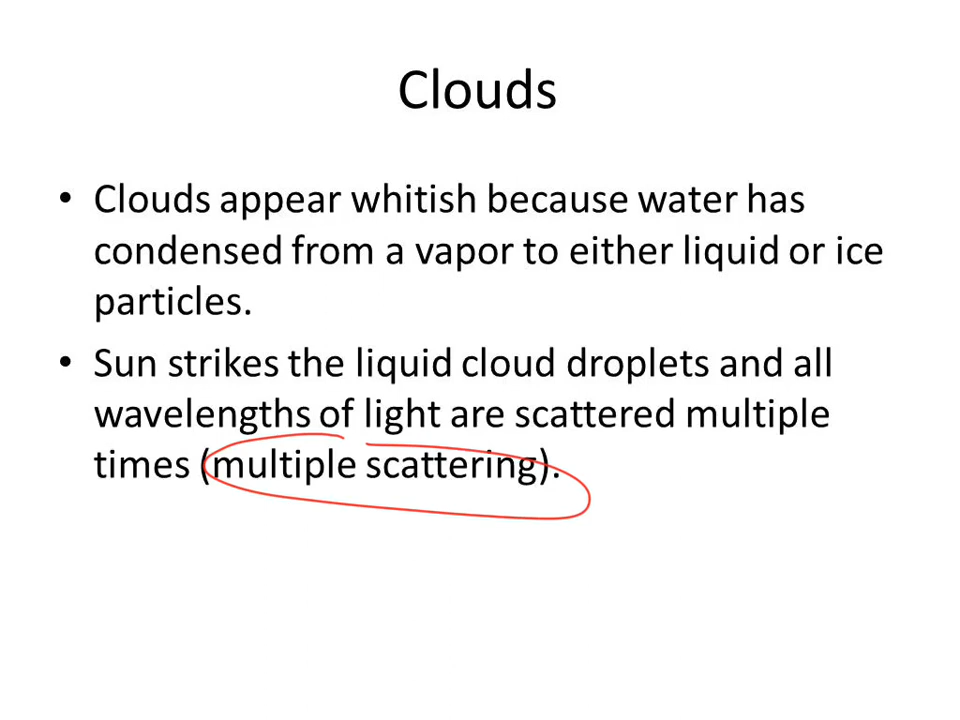 Clouds
• Clouds appear whitish because water has
condensed from a vapor to either liquid or ice
particles.
• Sun strikes the liquid cloud droplets and all
wavelengths of light are scattered multiple
times (multiple scattering).